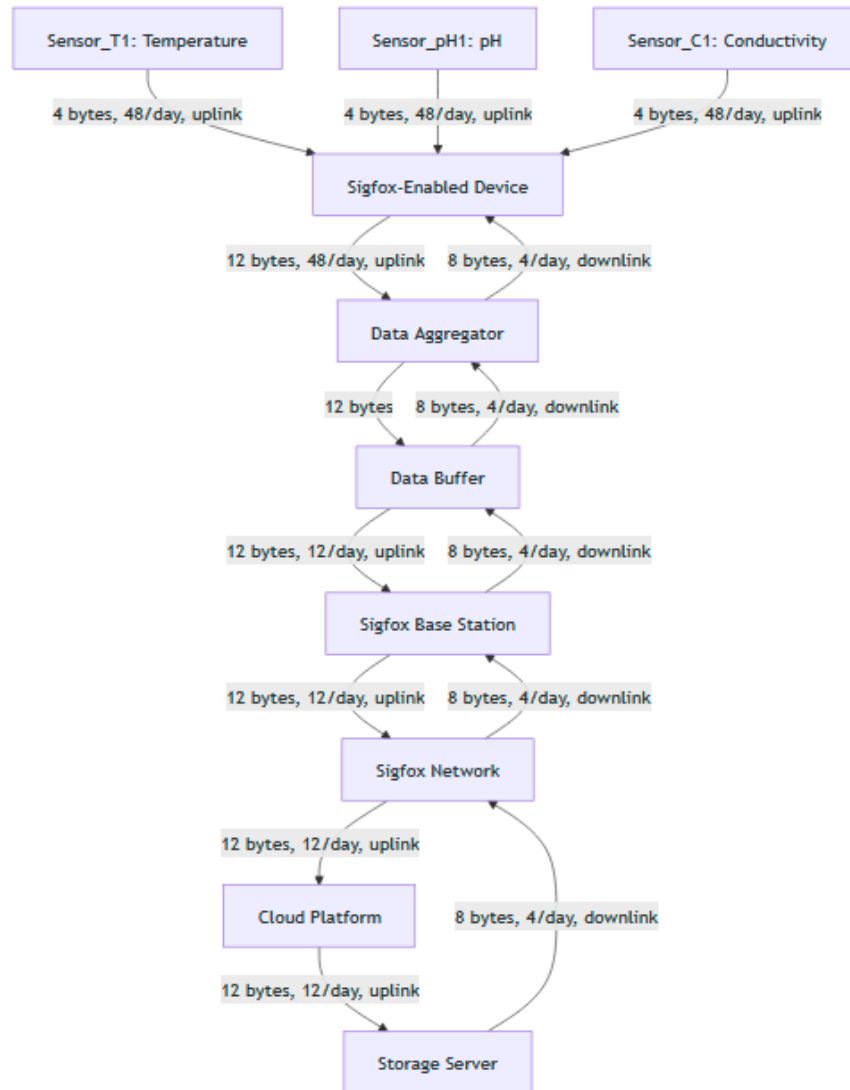 Sensor_T1: Temperature
Sensor_pH1: pH
Sensor_C1: Conductivity
4 bytes, 48/day, uplink
4 bytes, 48/day, uplink
4 bytes, 48/day, uplink
Sigfox-Enabled Device
12 bytes, 48/day, uplink
8 bytes, 4/day, downlink
Data Aggregator
12 bytes
8 bytes, 4/day, downlink
Data Buffer
12 bytes, 12/day, uplink
8 bytes, 4/day, downlink
Sigfox Base Station
12 bytes, 12/day, uplink
8 bytes, 4/day, downlink
Sigfox Network
12 bytes, 12/day, uplink
Cloud Platform
8 bytes, 4/day, downlink
12 bytes, 12/day, uplink
Storage Server